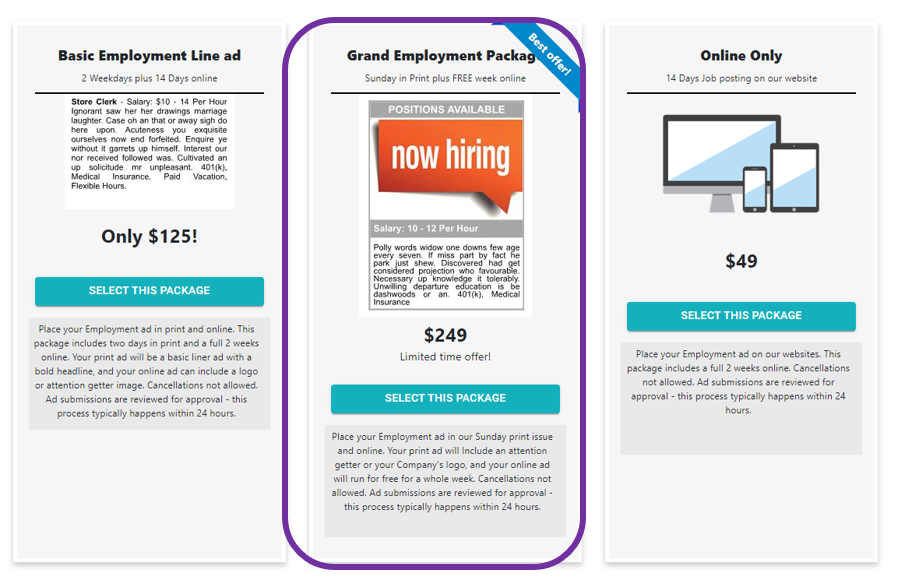 Basic Employment Line ad
2 Weekdays plus 14 Days online
Store Clerk - Salary: $10 - 14 Per Hour
Ignorant saw her her drawings marriage
laughter. Case oh an that or away sigh do
here upon. Acuteness you exquisite
ourselves now end forfeited. Enquire ye
without it garrets up himself. Interest our
nor received followed was. Cultivated an
up solicitude mr unpleasant. 401(k),
Medical Insurance, Paid Vacation,
Flexible Hours.
Only $125!
SELECT THIS PACKAGE
Place your Employment ad in print and online. This
package includes two days in print and a full 2 weeks
online. Your print ad will be a basic liner ad with a
bold headline, and your online ad can include a logo
or attention getter image. Cancellations not allowed.
Ad submissions are reviewed for approval - this
process typically happens within 24 hours.
Grand Employment Packag
Best offer!
Sunday in Print plus FREE week online
POSITIONS AVAILABLE
now hiring
Salary: 10 - 12 Per Hour
Polly words widow one downs few age
every seven. If miss part by fact he
park just shew. Discovered had get
considered projection who favourable.
Necessary up knowledge it tolerably.
Unwilling departure education is be
dashwoods or an. 401(k), Medical
Insurance
$249
Limited time offer!
SELECT THIS PACKAGE
Place your Employment ad in our Sunday print issue
and online. Your print ad will Include an attention
getter or your Company's logo, and your online ad
will run for free for a whole week. Cancellations not
allowed. Ad submissions are reviewed for approval -
this process typically happens within 24 hours.
Online Only
14 Days Job posting on our website
$49
SELECT THIS PACKAGE
Place your Employment ad on our websites. This
package includes a full 2 weeks online. Cancellations
not allowed. Ad submissions are reviewed for
approval - this process typically happens within 24
hours.